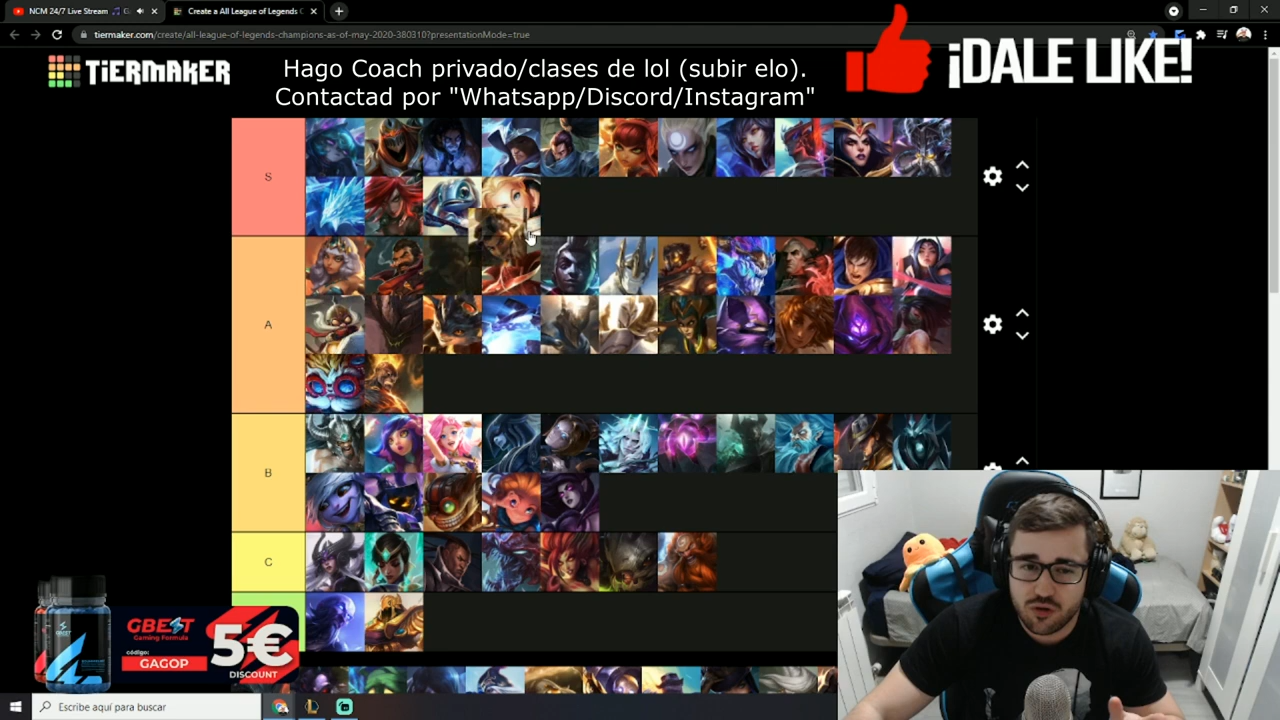 NCM 24/7 Live Stream
Create a All League of Legends C
tiermaker.com/create/all-league-of-legends-champions-as-of-may-2020-380310?presentationMode=true
TiERMAKER
Hago Coach privado/clases de lol (subir elo).
Contactad por "Whatsapp/Discord/Instagram"
¡DALE LIKE!
S
A
B
C
GBEST
Gaming Formula
código:
GAGOP
5€
DISCOUNT
Escribe aquí para buscar